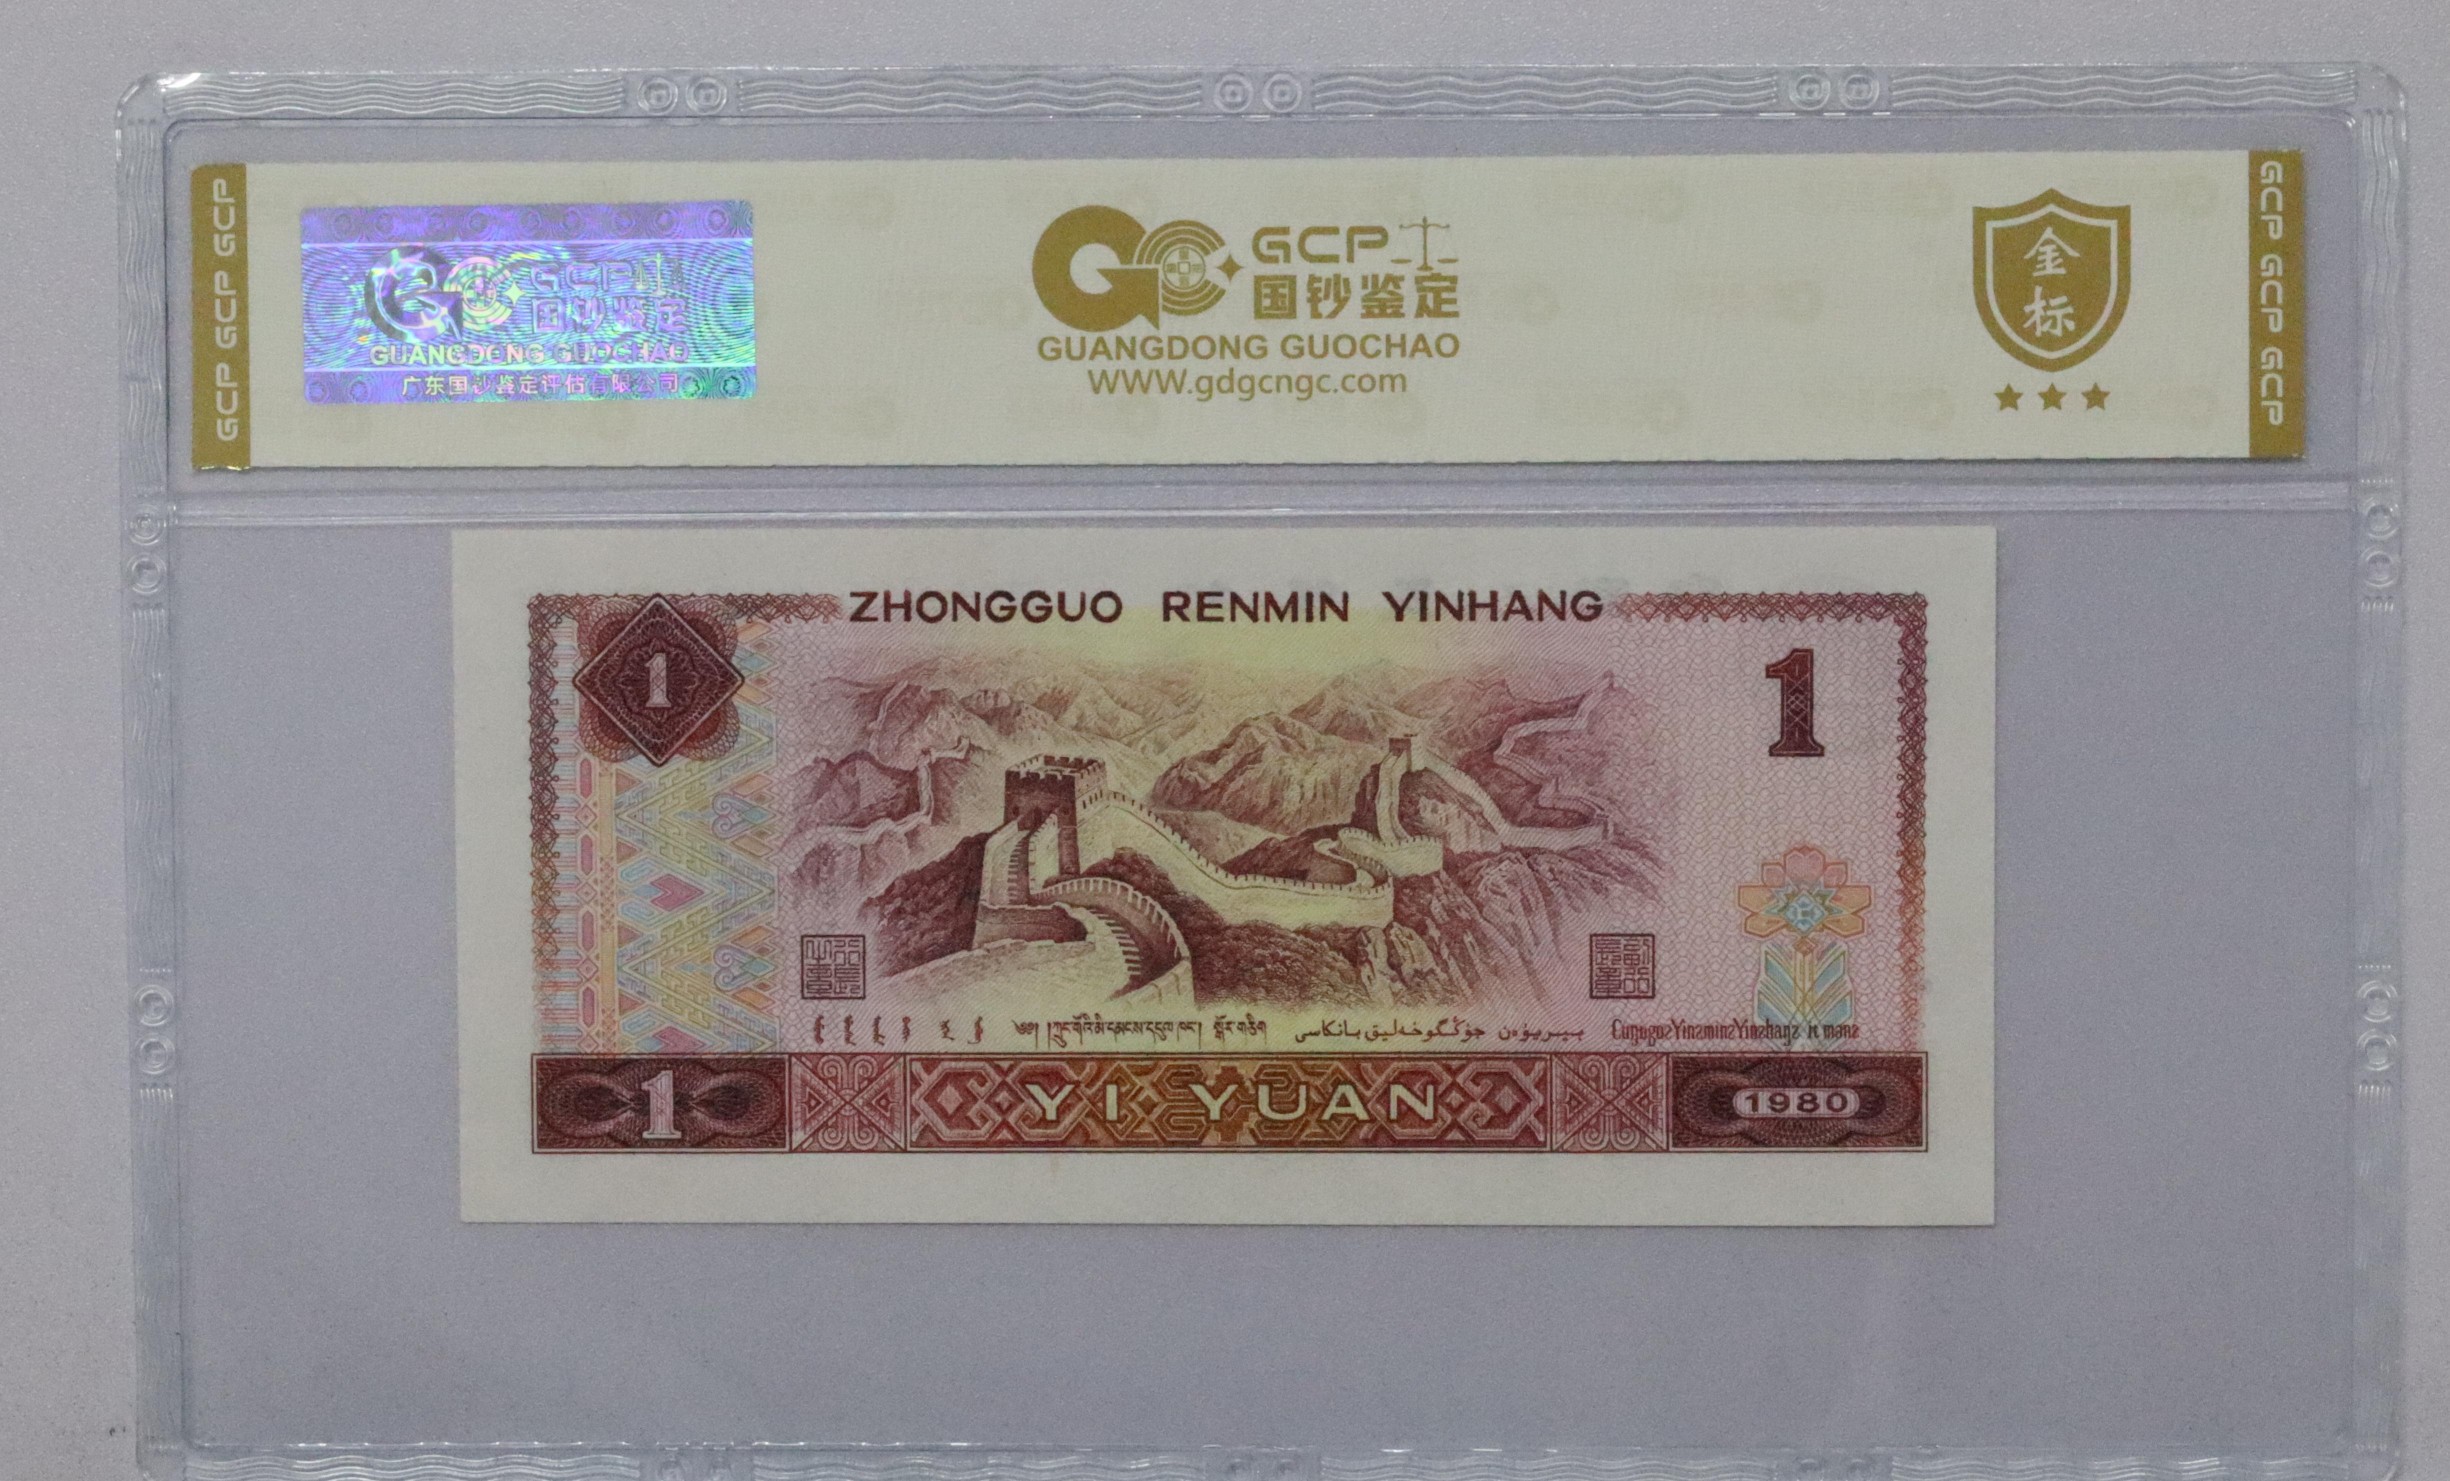 GCP GCP GCP
GCP
国钞鉴定
GUANGDONG GUOCHAO
广东国钞鉴定评估有限公司
GCP
国钞鉴定
GUANGDONG GUOCHAO
WWW.gdgcngc.com
金
标
GCP GCP GCP
ZHONGGUO RENMIN YINHANG
1
1
1
YI YUAN
1980